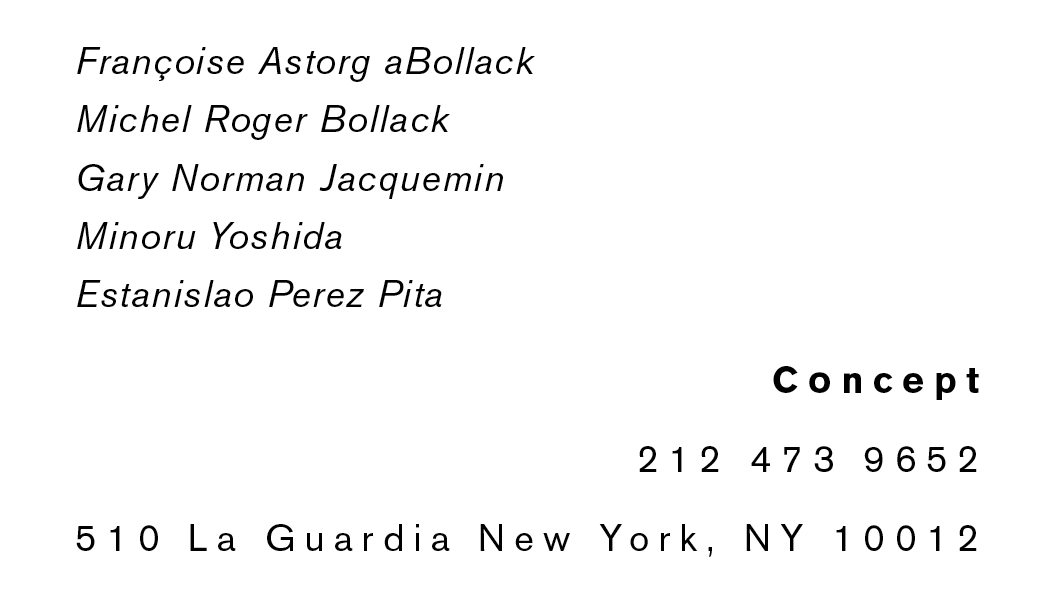 Françoise Astorg aBollack
Michel Roger Bollack
Gary Norman Jacquemin
Minoru Yoshida
Estanislao Perez Pita
Concept
212 473 9652
510 La Guardia New York, NY 10012